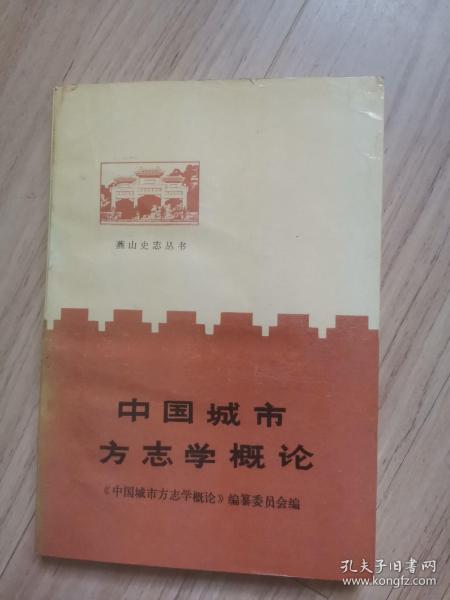 燕山史志丛书
中国城市
方志学概论
《中国城市方志学概论》编纂委员会编
孔夫子旧书网
www.kongfz.com